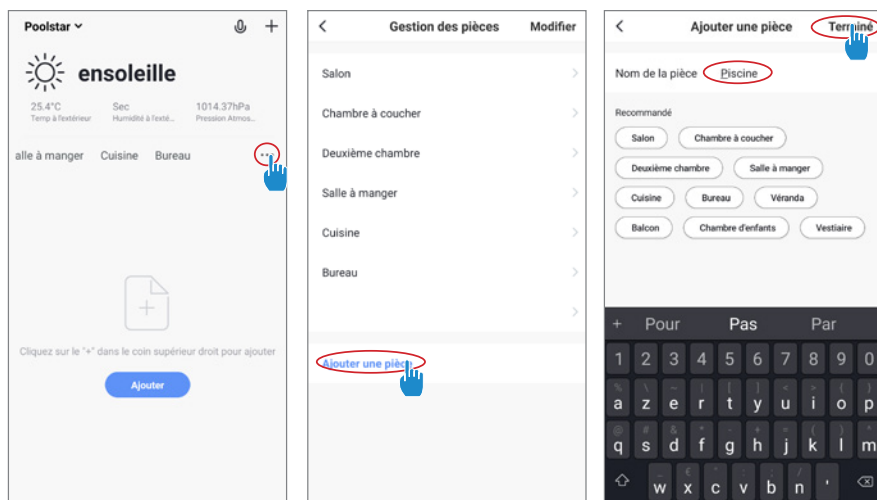 Poolstar
ensoleille
25.4°C Sec 1014.37hPa
Temp à l'extérieur Humidité à l'exté... Pression Atmos...
alle à manger Cuisine Bureau ...
Cliquez sur le "+" dans le coin supérieur droit pour ajouter
Ajouter
Gestion des pièces Modifier
Salon
Chambre à coucher
Deuxième chambre
Salle à manger
Cuisine
Bureau
Ajouter une pièce
Ajouter une pièce Terminé
Nom de la pièce Piscine
Recommandé
Salon Chambre à coucher
Deuxième chambre Salle à manger
Cuisine Bureau Véranda
Balcon Chambre d'enfants Vestiaire
+ Pour Pas Par
1 2 3 4 5 6 7 8 9 0
a z e r t y u i o p
q s d f g h j k l m
w x c v b n '